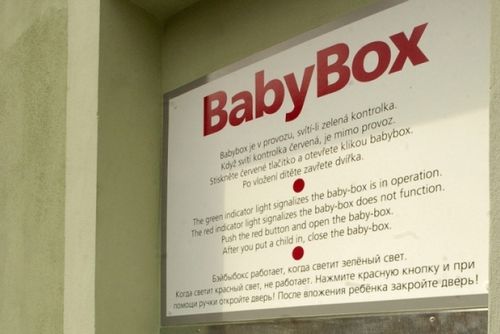 BabyBox
Babybox je v provozu, svítí-li zelená kontrolka.
Když svítí kontrolka červená, je mimo provoz.
Stiskněte červené tlačítko a otevřete klikou babybox.
Po vložení dítěte zavřete dvířka.
The green indicator light signalizes the baby-box is in operation.
The red indicator light signalizes the baby-box does not function.
Push the red button and open the baby-box.
After you put a child in, close the baby-box.
Бэйбыбокс работает, когда светит зелёный свет.
Когда светит красный свет, не работает. Нажмите красную кнопку и при
помощи ручки откройте дверь! После вложения ребёнка закройте дверь!